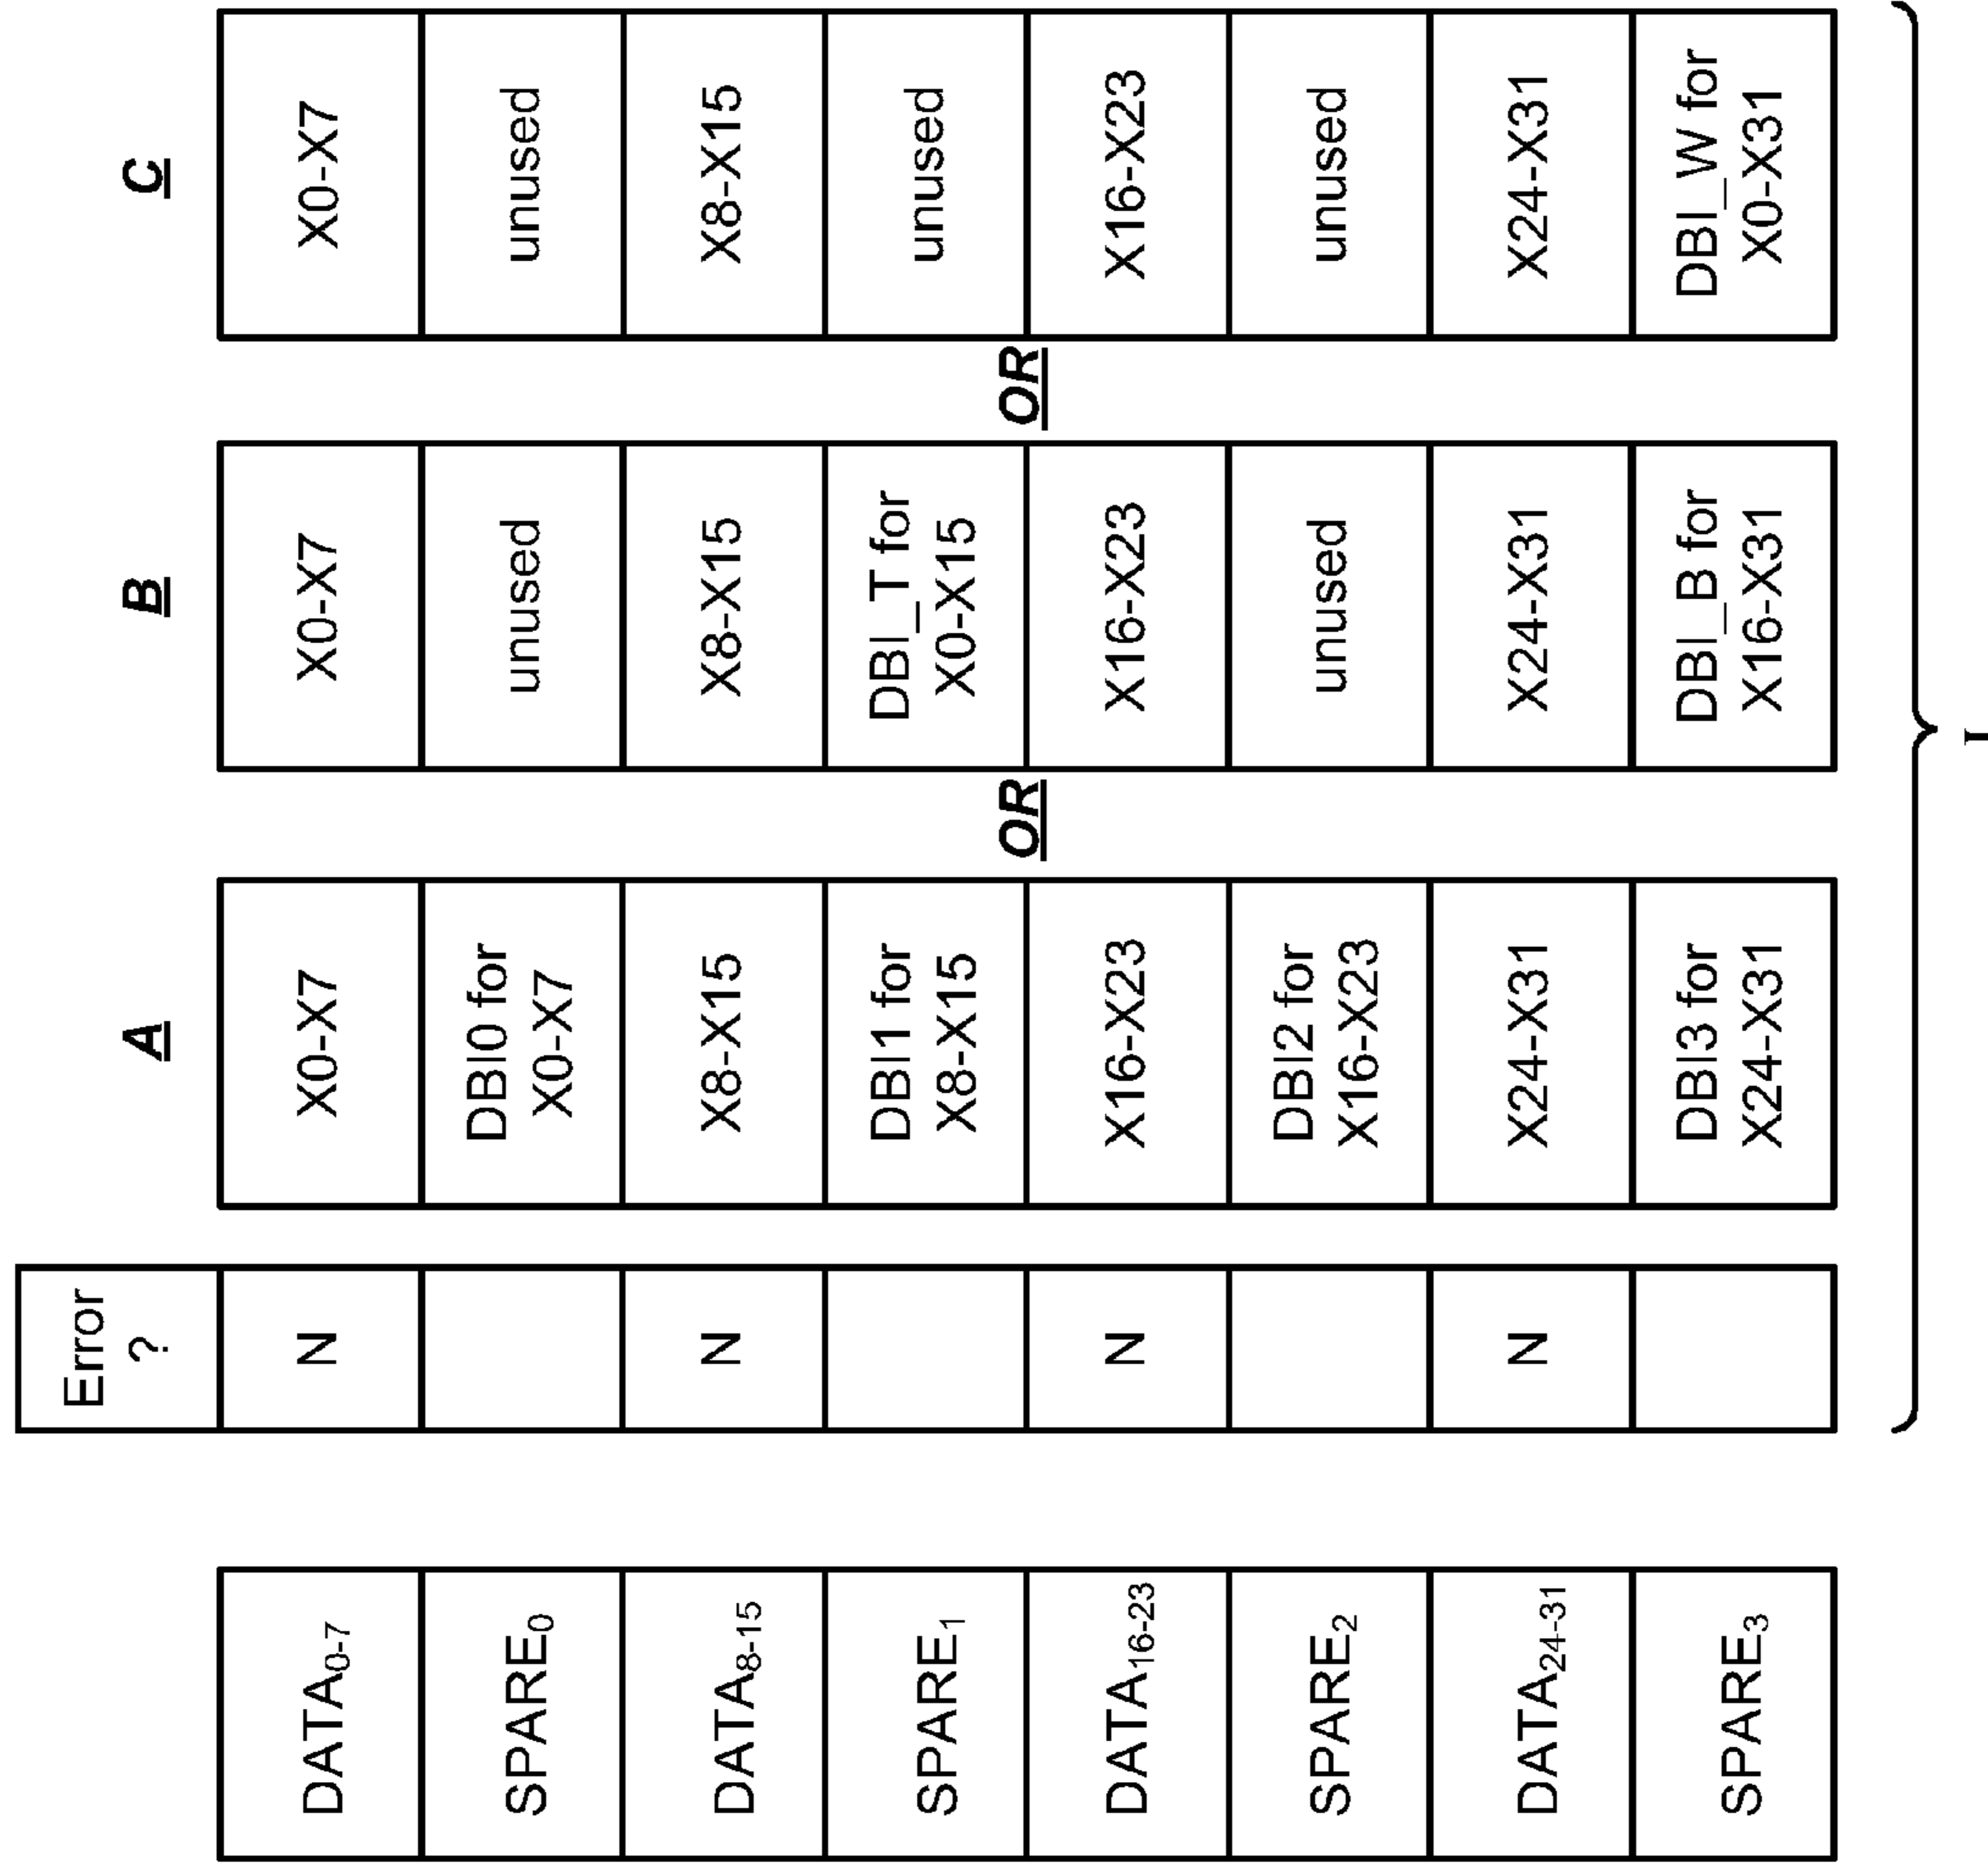 Error
?
A
B
C
DATA0-7
N
X0-X7
X0-X7
X0-X7
SPARE0
DBI0 for
X0-X7
unused
unused
DATA8-15
N
X8-X15
X8-X15
X8-X15
SPARE1
DBI1 for
X8-X15
DBI_T for
X0-X15
unused
OR
OR
DATA16-23
N
X16-X23
X16-X23
X16-X23
SPARE2
DBI2 for
X16-X23
unused
unused
DATA24-31
N
X24-X31
X24-X31
X24-X31
SPARE3
DBI3 for
X24-X31
DBI_B for
X16-X31
DBI_W for
X0-X31